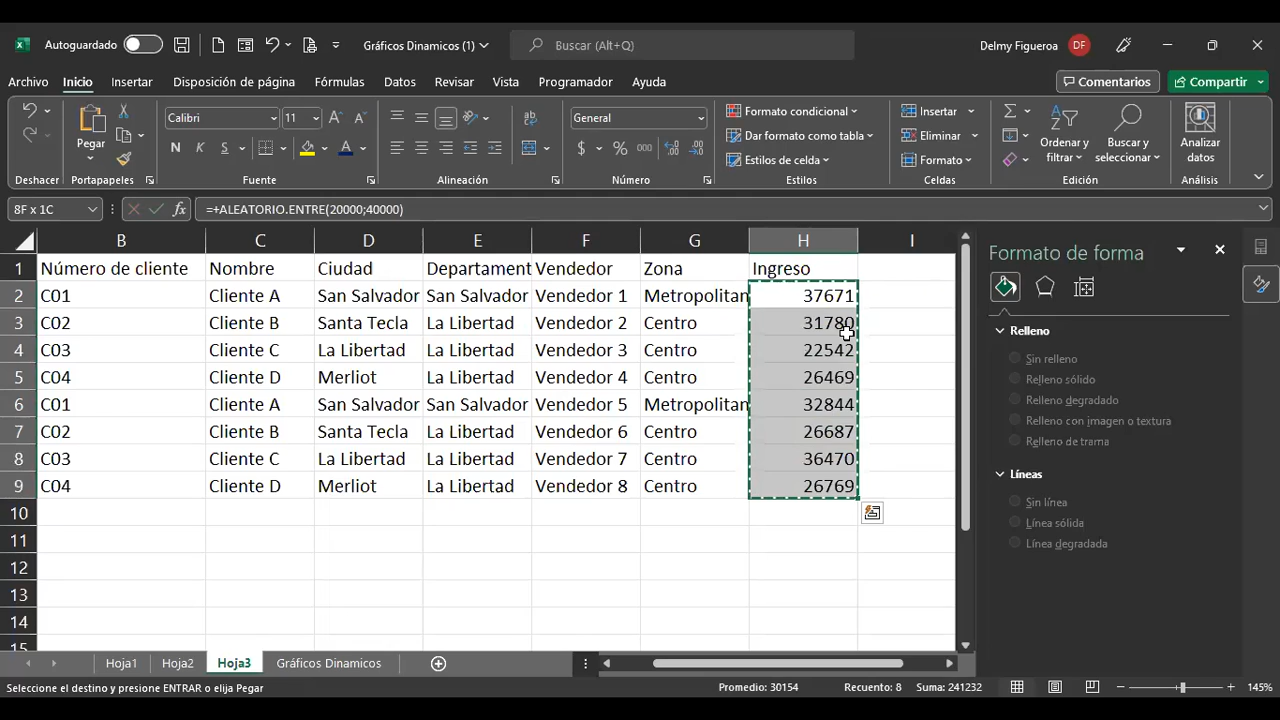 Autoguardado
Gráficos Dinamicos (1)
Buscar (Alt+Q)
Delmy Figueroa
DF
Archivo
Inicio
Insertar
Disposición de página
Fórmulas
Datos
Revisar
Vista
Programador
Ayuda
Comentarios
Compartir
Pegar
Calibri
11
N K S
General
$ % 000
Formato condicional
Dar formato como tabla
Estilos de celda
Insertar
Eliminar
Formato
Ordenar y filtrar
Buscar y seleccionar
Analizar datos
Deshacer
Portapapeles
Fuente
Alineación
Número
Estilos
Celdas
Edición
Análisis
8F x 1C
fx
=+ALEATORIO.ENTRE(20000;40000)
B C D E F G H I
1 Número de cliente Nombre Ciudad Departament Vendedor Zona Ingreso
2 C01 Cliente A San Salvador San Salvador Vendedor 1 Metropolitan 37671
3 C02 Cliente B Santa Tecla La Libertad Vendedor 2 Centro 31780
4 C03 Cliente C La Libertad La Libertad Vendedor 3 Centro 22542
5 C04 Cliente D Merliot La Libertad Vendedor 4 Centro 26469
6 C01 Cliente A San Salvador San Salvador Vendedor 5 Metropolitan 32844
7 C02 Cliente B Santa Tecla La Libertad Vendedor 6 Centro 26687
8 C03 Cliente C La Libertad La Libertad Vendedor 7 Centro 36470
9 C04 Cliente D Merliot La Libertad Vendedor 8 Centro 26769
10
11
12
13
14
15
Formato de forma
Relleno
Sin relleno
Relleno sólido
Relleno degradado
Relleno con imagen o textura
Relleno de trama
Líneas
Sin línea
Línea sólida
Línea degradada
Hoja1
Hoja2
Hoja3
Gráficos Dinamicos
Seleccione el destino y presione ENTRAR o elija Pegar
Promedio: 30154
Recuento: 8
Suma: 241232
145%